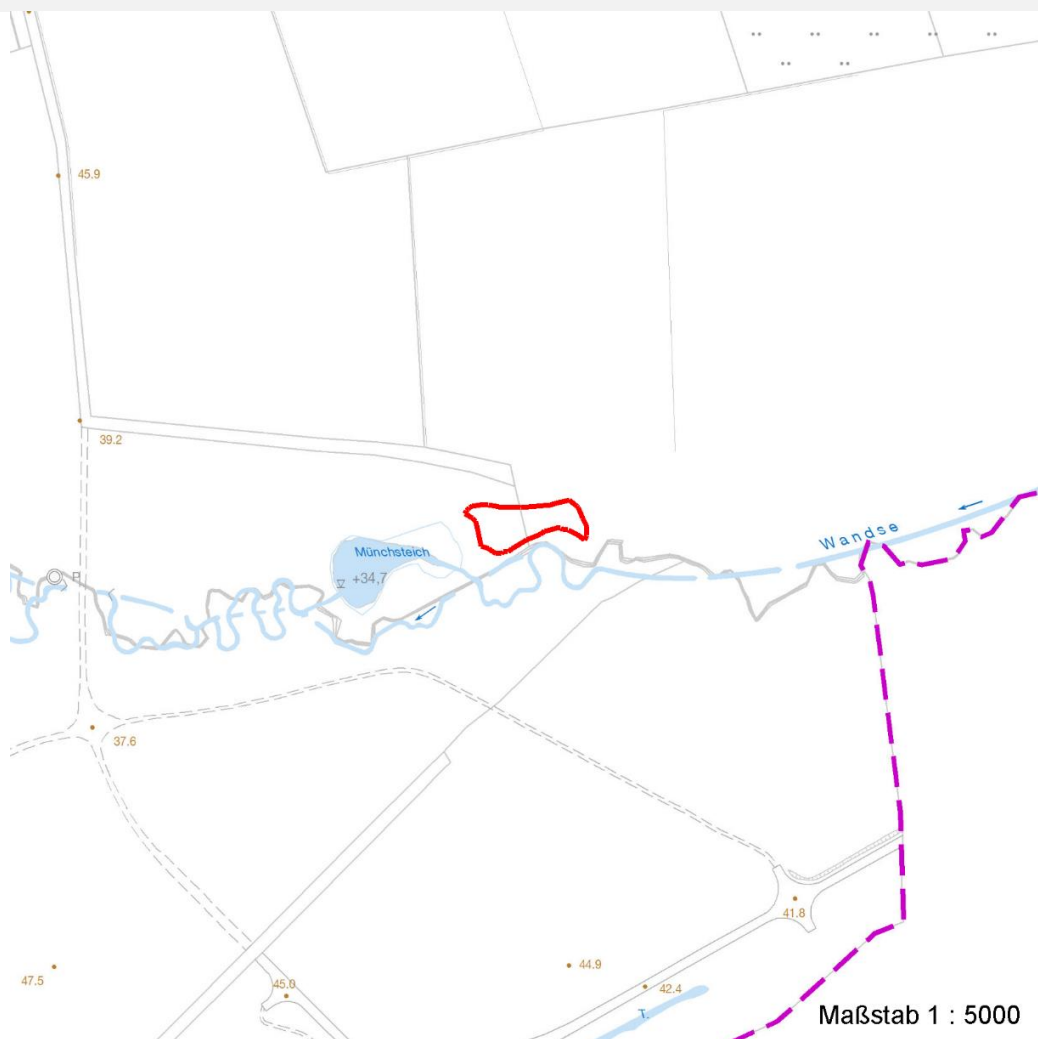 45.9
39.2
Wandse
Münchsteich
+34,7
P
37.6
41.8
47.5
44.9
45.0
42.4
T.
Maßstab 1 : 5000